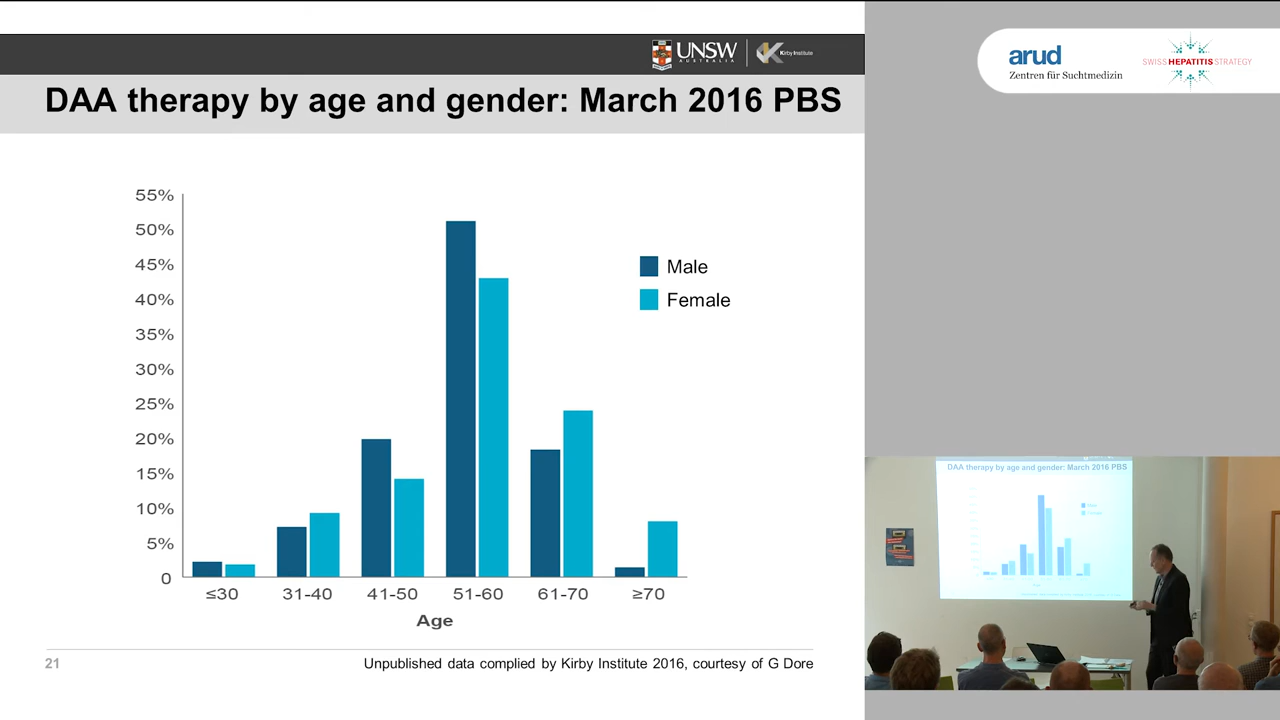 UNSW
AUSTRALIA
Kirby Institute
DAA therapy by age and gender: March 2016 PBS
55%
50%
45%
40%
35%
30%
25%
20%
15%
10%
5%
0
Male
Female
≤30 31-40 41-50 51-60 61-70 ≥70
Age
21
Unpublished data complied by Kirby Institute 2016, courtesy of G Dore
arud
Zentren für Suchtmedizin
SWISS HEPATITIS STRATEGY
DAA therapy by age and gender: March 2016 PBS